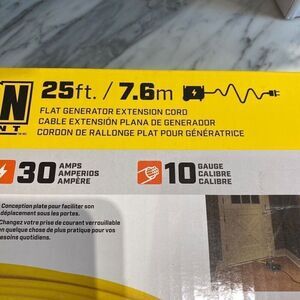 N
NT
25ft. / 7.6m
FLAT GENERATOR EXTENSION CORD
CABLE EXTENSIÓN PLANA DE GENERADOR
CORDON DE RALLONGE PLAT POUR GÉNÉRATRICE
30 AMPS
AMPERIOS
AMPÈRE
10 GAUGE
CALIBRE
CALIBRE
Conception plate pour faciliter son
déplacement sous les portes.
Changez votre prise de courant verrouillable
en quelque chose de plus pratique pour vos
besoins quotidiens.